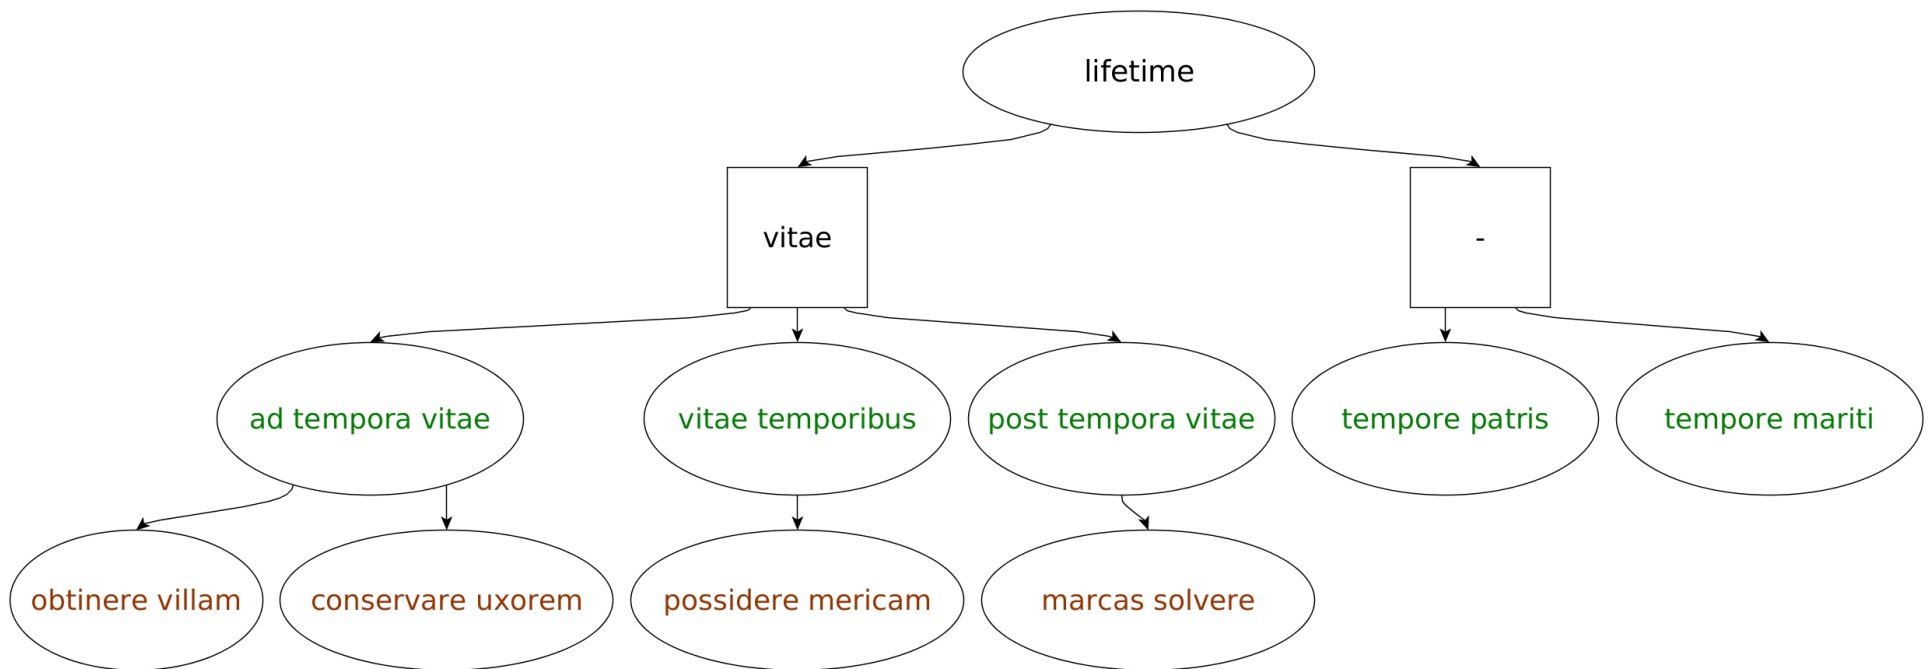 lifetime
vitae
-
ad tempora vitae
vitae temporibus
post tempora vitae
tempore patris
tempore mariti
obtinere villam
conservare uxorem
possidere mericam
marcas solvere